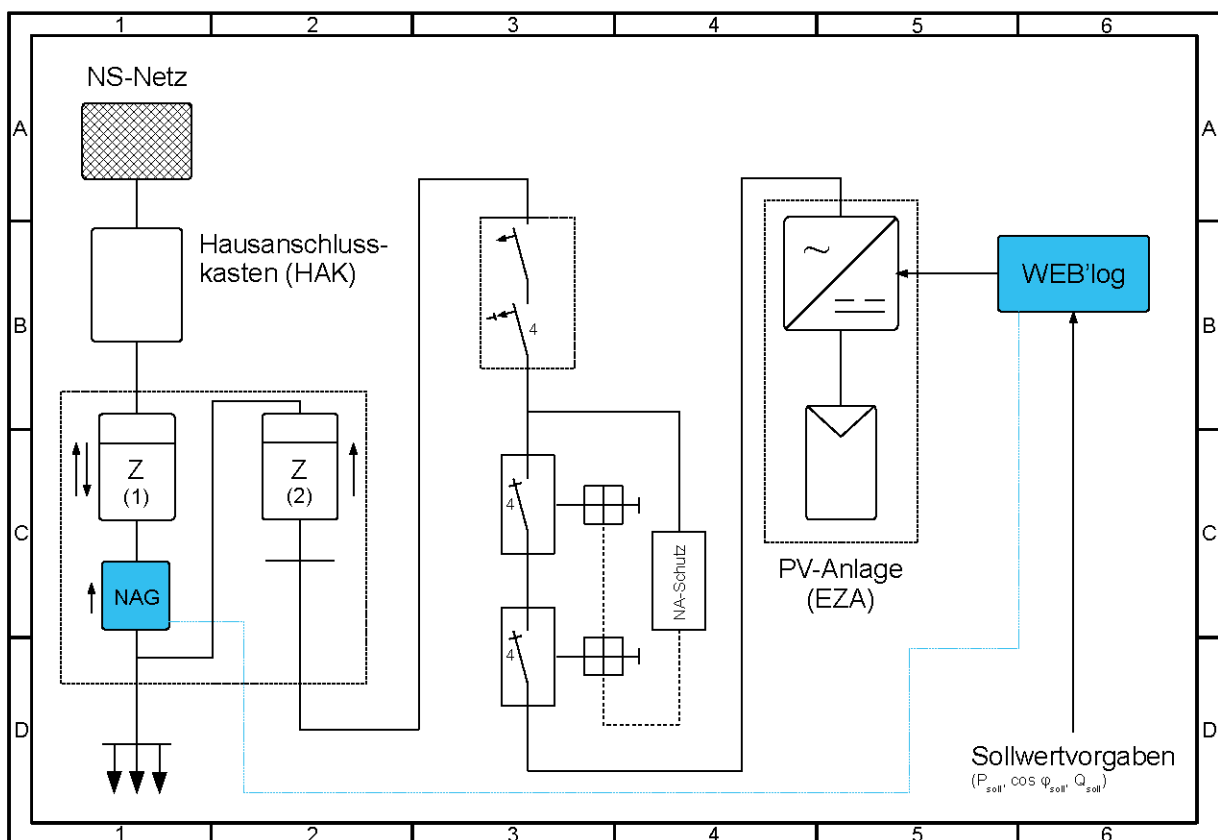 1 2 3 4 5 6
NS-Netz
A A
Hausanschluss-
kasten (HAK)
~
WEB'log
B B
4
Z
(1)
Z
(2)
4
NA-Schutz
C C
NAG
PV-Anlage
(EZA)
4
D D
Sollwertvorgaben
(Psoll, cos φsoll, Qsoll)
1 2 3 4 5 6